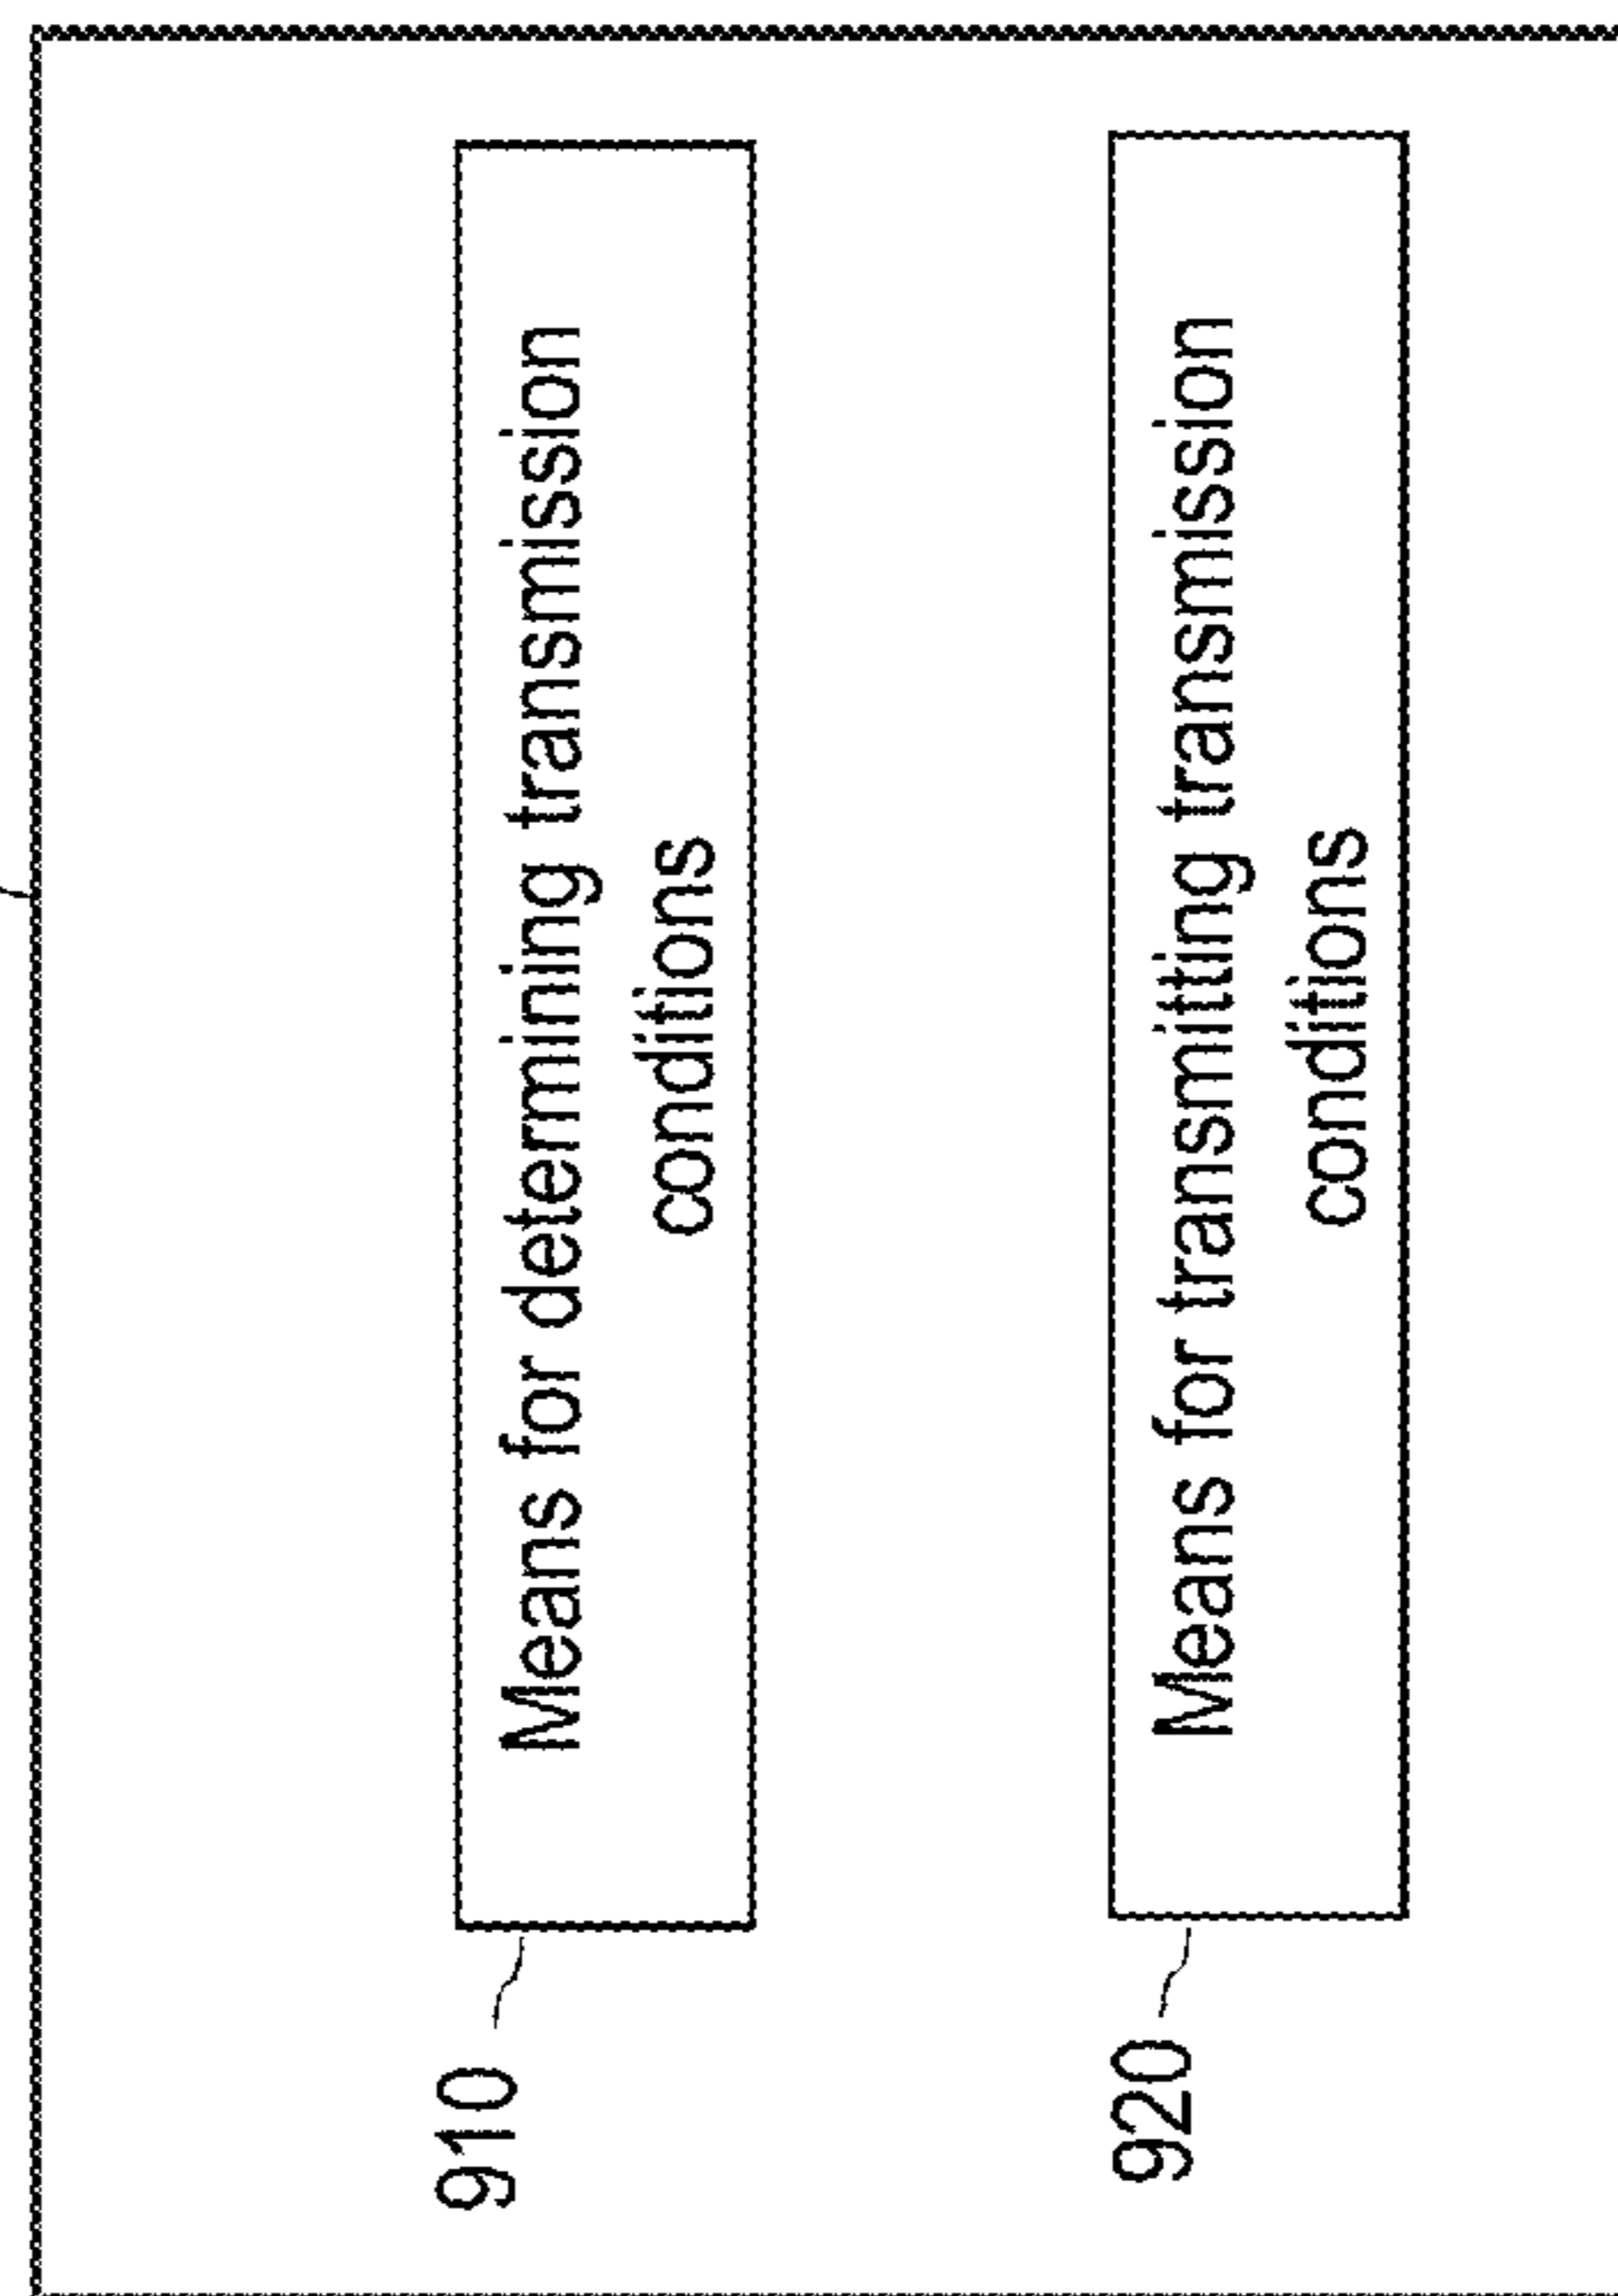 910
Means for determining transmission
conditions
920
Means for transmitting transmission
conditions